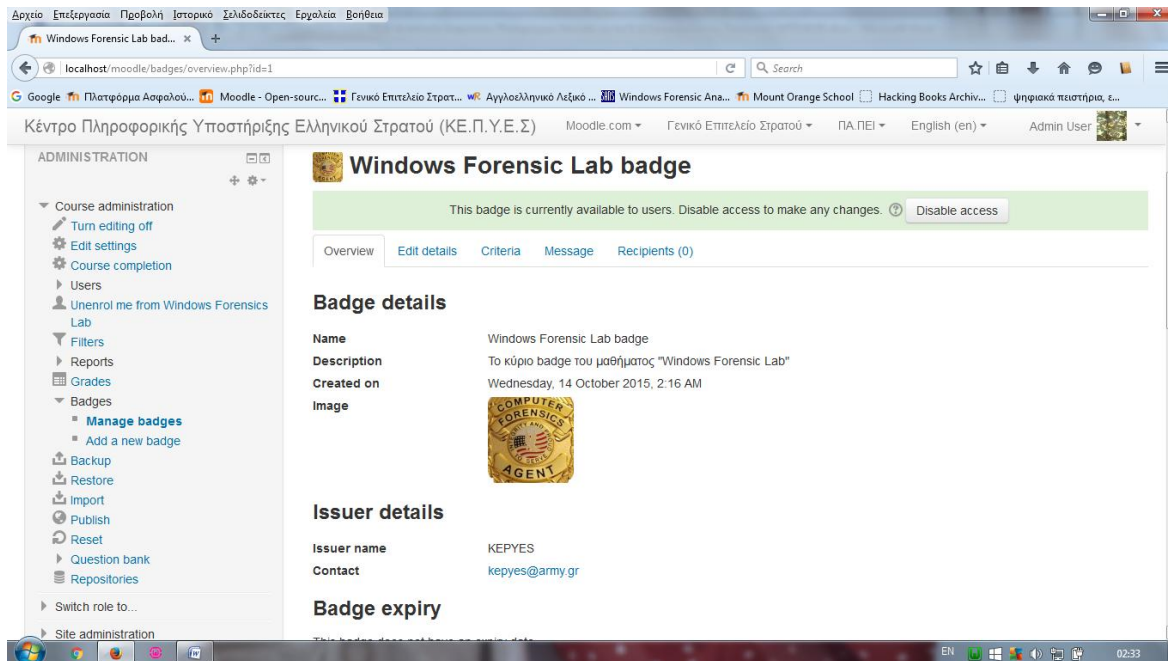 Αρχείο Επεξεργασία Προβολή Ιστορικό Σελιδοδείκτες Εργαλεία Βοήθεια
Windows Forensic Lab bad... × +
localhost/moodle/badges/overview.php?id=1 Search
Google Πλατφόρμα Ασφαλού... Moodle - Open-sourc... Γενικό Επιτελείο Στρατ... Αγγλοελληνικό Λεξικό ... Windows Forensic Ana... Mount Orange School Hacking Books Archiv... ψηφιακά πειστήρια, ε...
Κέντρο Πληροφορικής Υποστήριξης Ελληνικού Στρατού (ΚΕ.Π.Υ.Ε.Σ) Moodle.com Γενικό Επιτελείο Στρατού ΠΑ.ΠΕΙ English (en) Admin User
ADMINISTRATION
Course administration
Turn editing off
Edit settings
Course completion
Users
Unenrol me from Windows Forensics
Lab
Filters
Reports
Grades
Badges
Manage badges
Add a new badge
Backup
Restore
Import
Publish
Reset
Question bank
Repositories
Switch role to...
Site administration
Windows Forensic Lab badge
This badge is currently available to users. Disable access to make any changes. Disable access
Overview Edit details Criteria Message Recipients (0)
Badge details
Name Windows Forensic Lab badge
Description Το κύριο badge του μαθήματος "Windows Forensic Lab"
Created on Wednesday, 14 October 2015, 2:16 AM
Image
COMPUTER
FORENSICS
AGENT
Issuer details
Issuer name KEPYES
Contact kepyes@army.gr
Badge expiry
This badge does not have an expiry date
EN 02:33